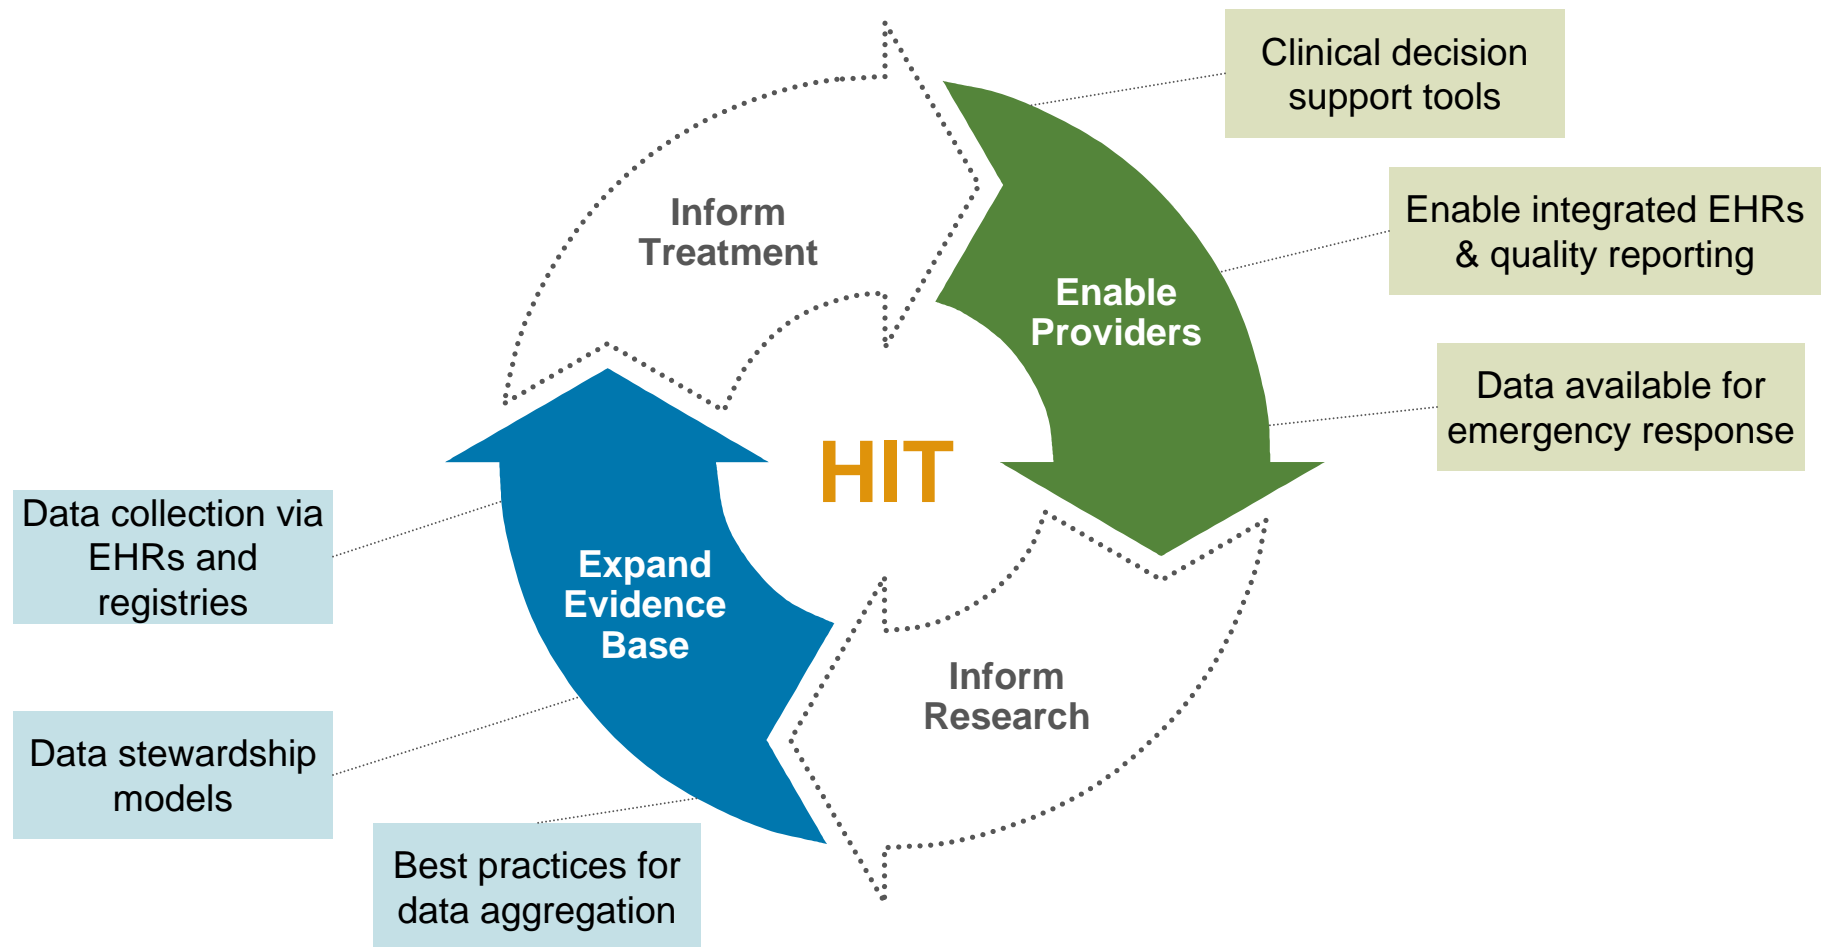 Clinical decision
support tools
Enable integrated EHRs
& quality reporting
Data available for
emergency response
Inform
Treatment
Enable
Providers
HIT
Expand
Evidence
Base
Inform
Research
Data collection via
EHRs and
registries
Data stewardship
models
Best practices for
data aggregation